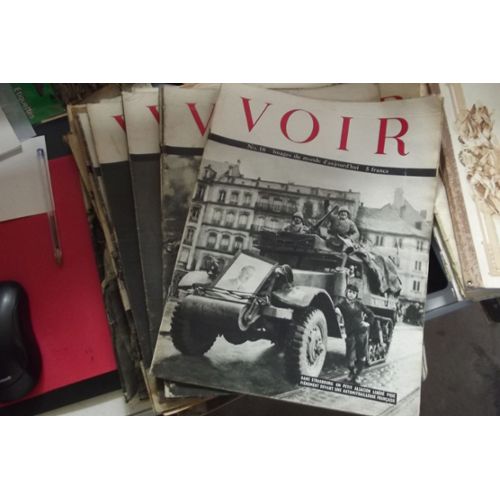 VOIR
No. 16 - Images du monde d'aujourd'hui - 5 francs
DANS STRASBOURG UN PETIT ALSACIEN LIBÉRÉ POSE
FIÈREMENT DEVANT UNE AUTOMITRAILLEUSE FRANÇAISE
V
V
V